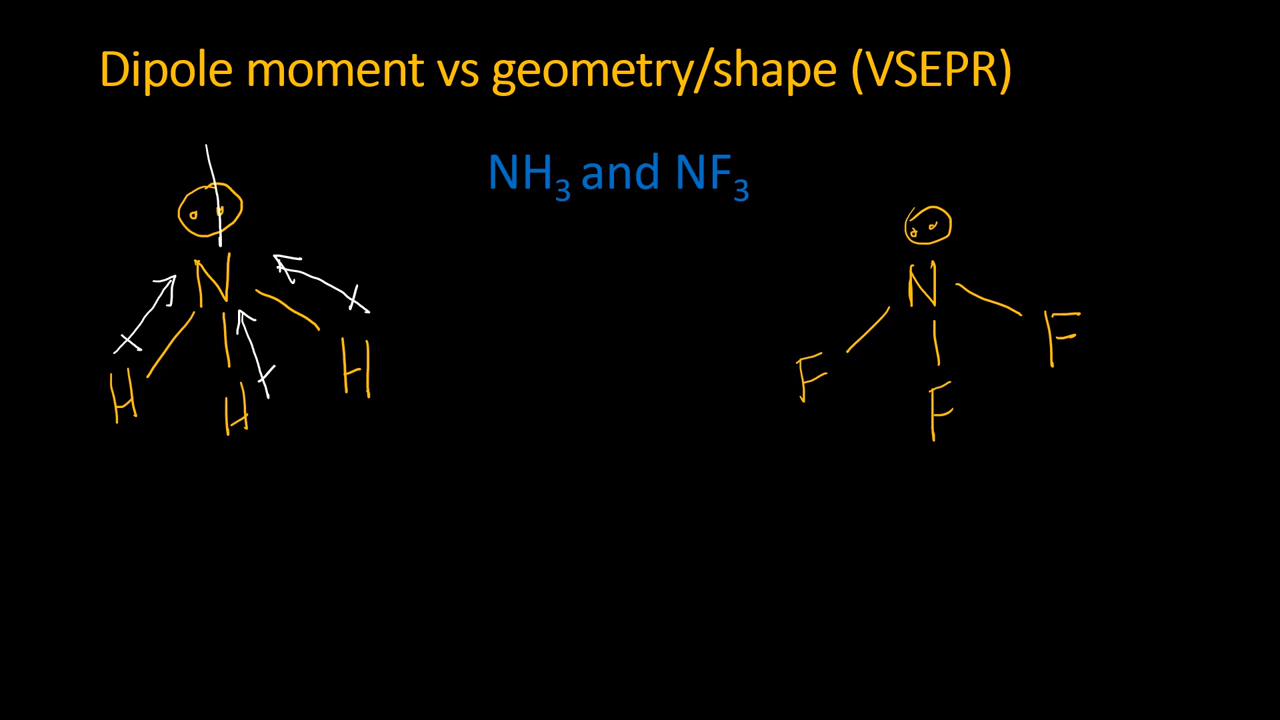 Dipole moment vs geometry/shape (VSEPR)
NH₃ and NF₃
N
H
H
H
N
F
F
F